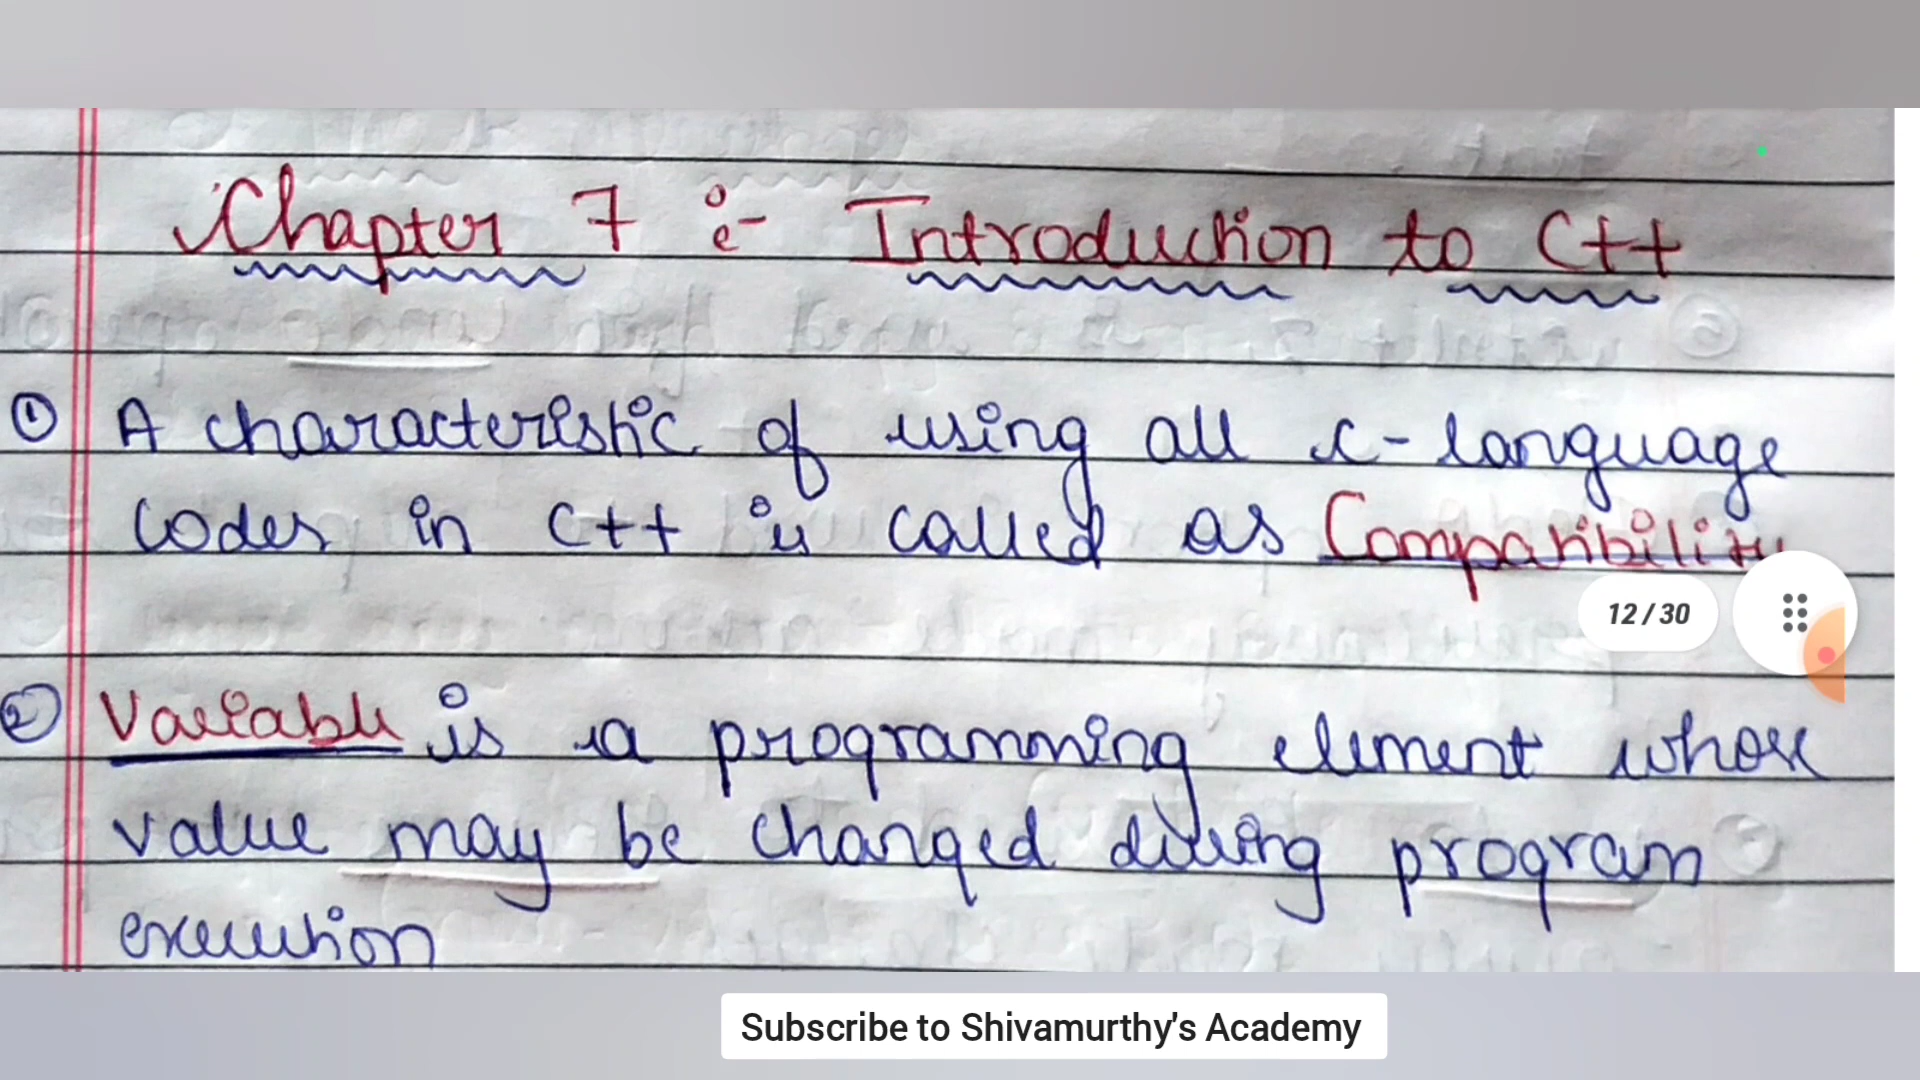 Chapter 7 :- Introduction to C++
① A characteristic of using all c-language
codes in C++ is called as Compatibility
12 / 30
② Variable is a programming element whose
value may be changed during program
execution
Subscribe to Shivamurthy's Academy